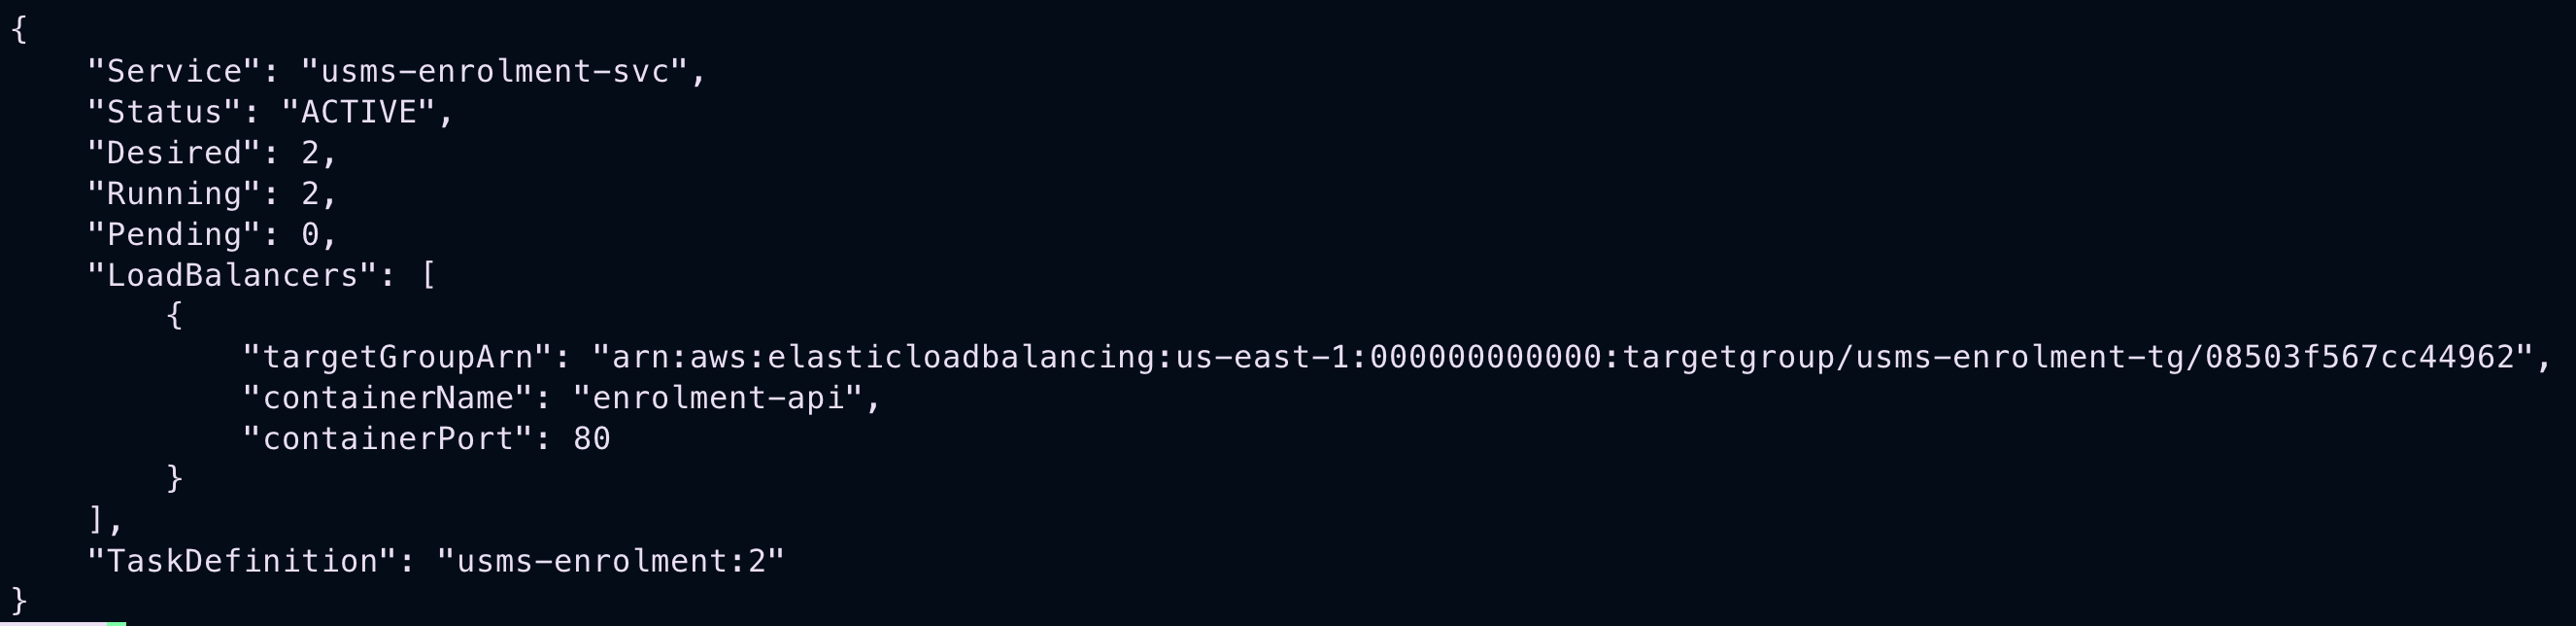 {
    "Service": "usms-enrolment-svc",
    "Status": "ACTIVE",
    "Desired": 2,
    "Running": 2,
    "Pending": 0,
    "LoadBalancers": [
        {
            "targetGroupArn": "arn:aws:elasticloadbalancing:us-east-1:000000000000:targetgroup/usms-enrolment-tg/08503f567cc44962",
            "containerName": "enrolment-api",
            "containerPort": 80
        }
    ],
    "TaskDefinition": "usms-enrolment:2"
}